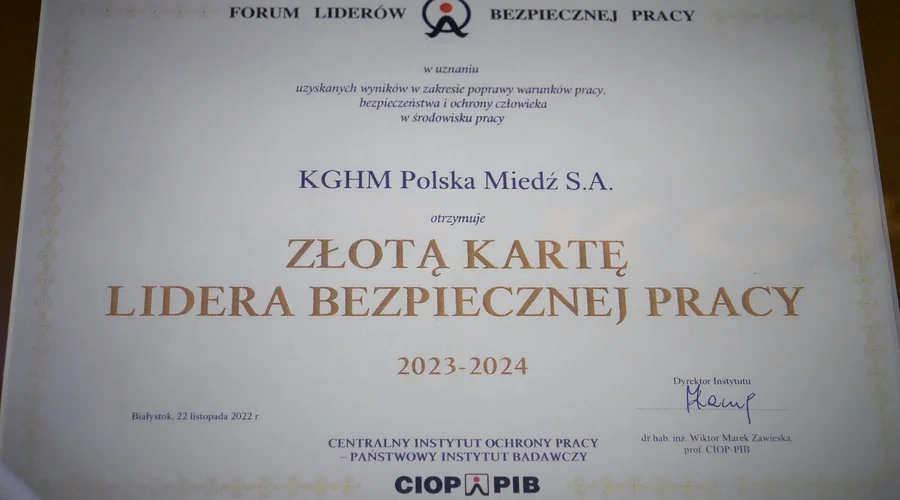 FORUM LIDERÓW BEZPIECZNEJ PRACY
w uznaniu
uzyskanych wyników w zakresie poprawy warunków pracy,
bezpieczeństwa i ochrony człowieka
w środowisku pracy
KGHM Polska Miedź S.A.
otrzymuje
ZŁOTĄ KARTĘ
LIDERA BEZPIECZNEJ PRACY
2023-2024
Białystok, 22 listopada 2022 r.
Dyrektor Instytutu
dr hab. inż. Wiktor Marek Zawieska,
prof. CIOP-PIB
CENTRALNY INSTYTUT OCHRONY PRACY
– PAŃSTWOWY INSTYTUT BADAWCZY
CIOP PIB